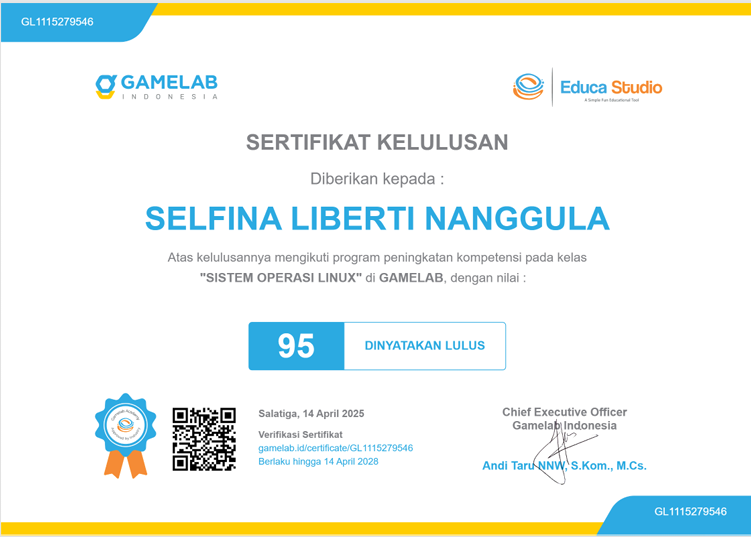 GL1115279546
GAMELAB
INDONESIA
Educa Studio
A Simple Fun Educational Tool
SERTIFIKAT KELULUSAN
Diberikan kepada :
SELFINA LIBERTI NANGGULA
Atas kelulusannya mengikuti program peningkatan kompetensi pada kelas
"SISTEM OPERASI LINUX" di GAMELAB, dengan nilai :
95
DINYATAKAN LULUS
Salatiga, 14 April 2025
Verifikasi Sertifikat
gamelab.id/certificate/GL1115279546
Berlaku hingga 14 April 2028
Chief Executive Officer
Gamelab Indonesia
Andi Taru NNW, S.Kom., M.Cs.
GL1115279546